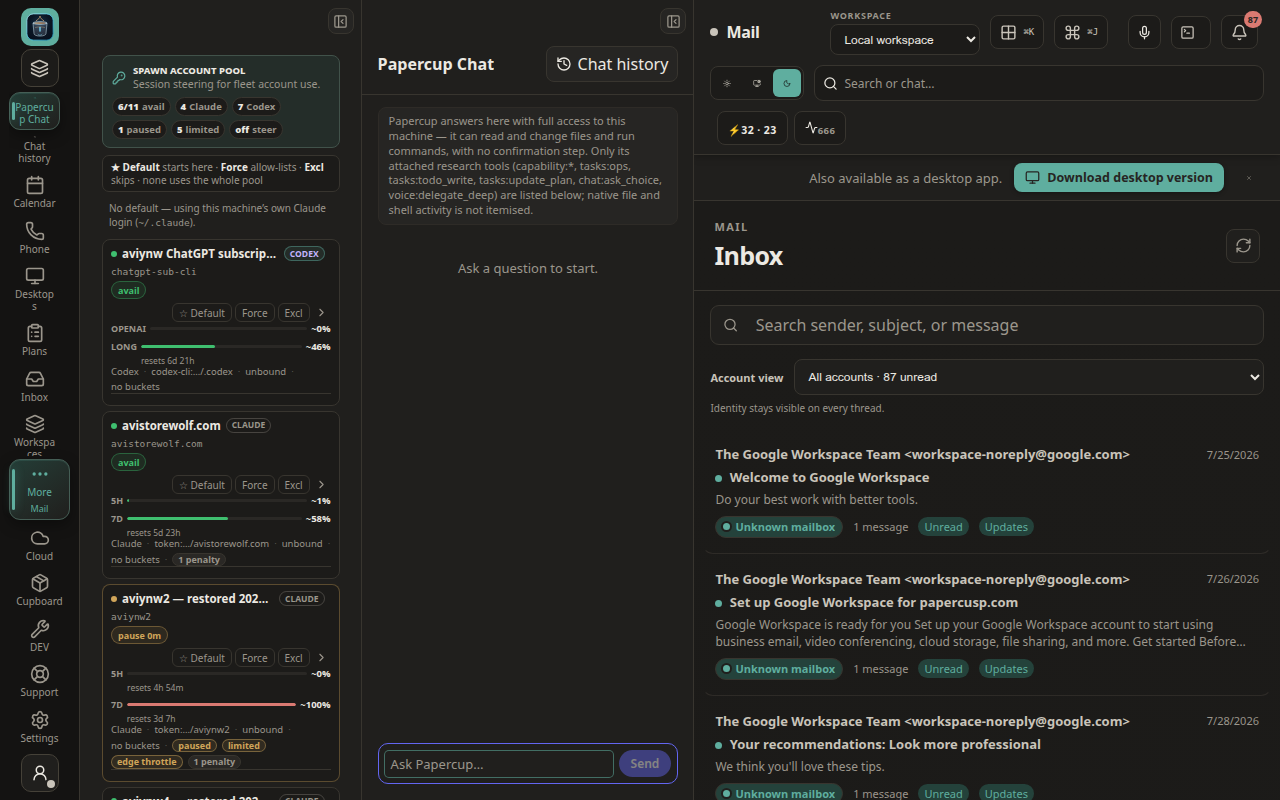 Papercu
p Chat
Chat
history
Calendar
Phone
Desktop
s
Plans
Inbox
Workspa
ces
More
Mail
Cloud
Cupboard
DEV
Support
Settings
SPAWN ACCOUNT POOL
Session steering for fleet account use.
6/11 avail
4 Claude
7 Codex
1 paused
5 limited
off steer
★ Default starts here · Force allow-lists · Excl
skips · none uses the whole pool
No default — using this machine's own Claude
login (~/.claude).
aviynw ChatGPT subscrip...
CODEX
chatgpt-sub-cli
avail
☆ Default
Force
Excl
OPENAI
~0%
LONG
~46%
resets 6d 21h
Codex · codex-cli:.../.codex · unbound ·
no buckets
avistorewolf.com
CLAUDE
avistorewolf.com
avail
☆ Default
Force
Excl
5H
~1%
7D
~58%
resets 5d 23h
Claude · token:.../avistorewolf.com · unbound ·
no buckets · 1 penalty
aviynw2 — restored 202...
CLAUDE
aviynw2
pause 0m
☆ Default
Force
Excl
5H
~0%
resets 4h 54m
7D
~100%
resets 3d 7h
Claude · token:.../aviynw2 · unbound ·
no buckets · paused limited
edge throttle 1 penalty
Papercup Chat
Chat history
Papercup answers here with full access to this
machine — it can read and change files and run
commands, with no confirmation step. Only its
attached research tools (capability:*, tasks:ops,
tasks:todo_write, tasks:update_plan, chat:ask_choice,
voice:delegate_deep) are listed below; native file and
shell activity is not itemised.
Ask a question to start.
Ask Papercup...
Send
Mail
WORKSPACE
Local workspace
⌘K
⌘J
87
Search or chat...
⚡32 · 23
666
Also available as a desktop app.
Download desktop version
×
MAIL
Inbox
Search sender, subject, or message
Account view
All accounts · 87 unread
Identity stays visible on every thread.
The Google Workspace Team <workspace-noreply@google.com>
7/25/2026
Welcome to Google Workspace
Do your best work with better tools.
Unknown mailbox
1 message
Unread
Updates
The Google Workspace Team <workspace-noreply@google.com>
7/26/2026
Set up Google Workspace for papercusp.com
Google Workspace is ready for you Set up your Google Workspace account to start using
business email, video conferencing, cloud storage, file sharing, and more. Get started Before...
Unknown mailbox
1 message
Unread
Updates
The Google Workspace Team <workspace-noreply@google.com>
7/28/2026
Your recommendations: Look more professional
We think you'll love these tips.
Unknown mailbox
1 message
Unread
Updates